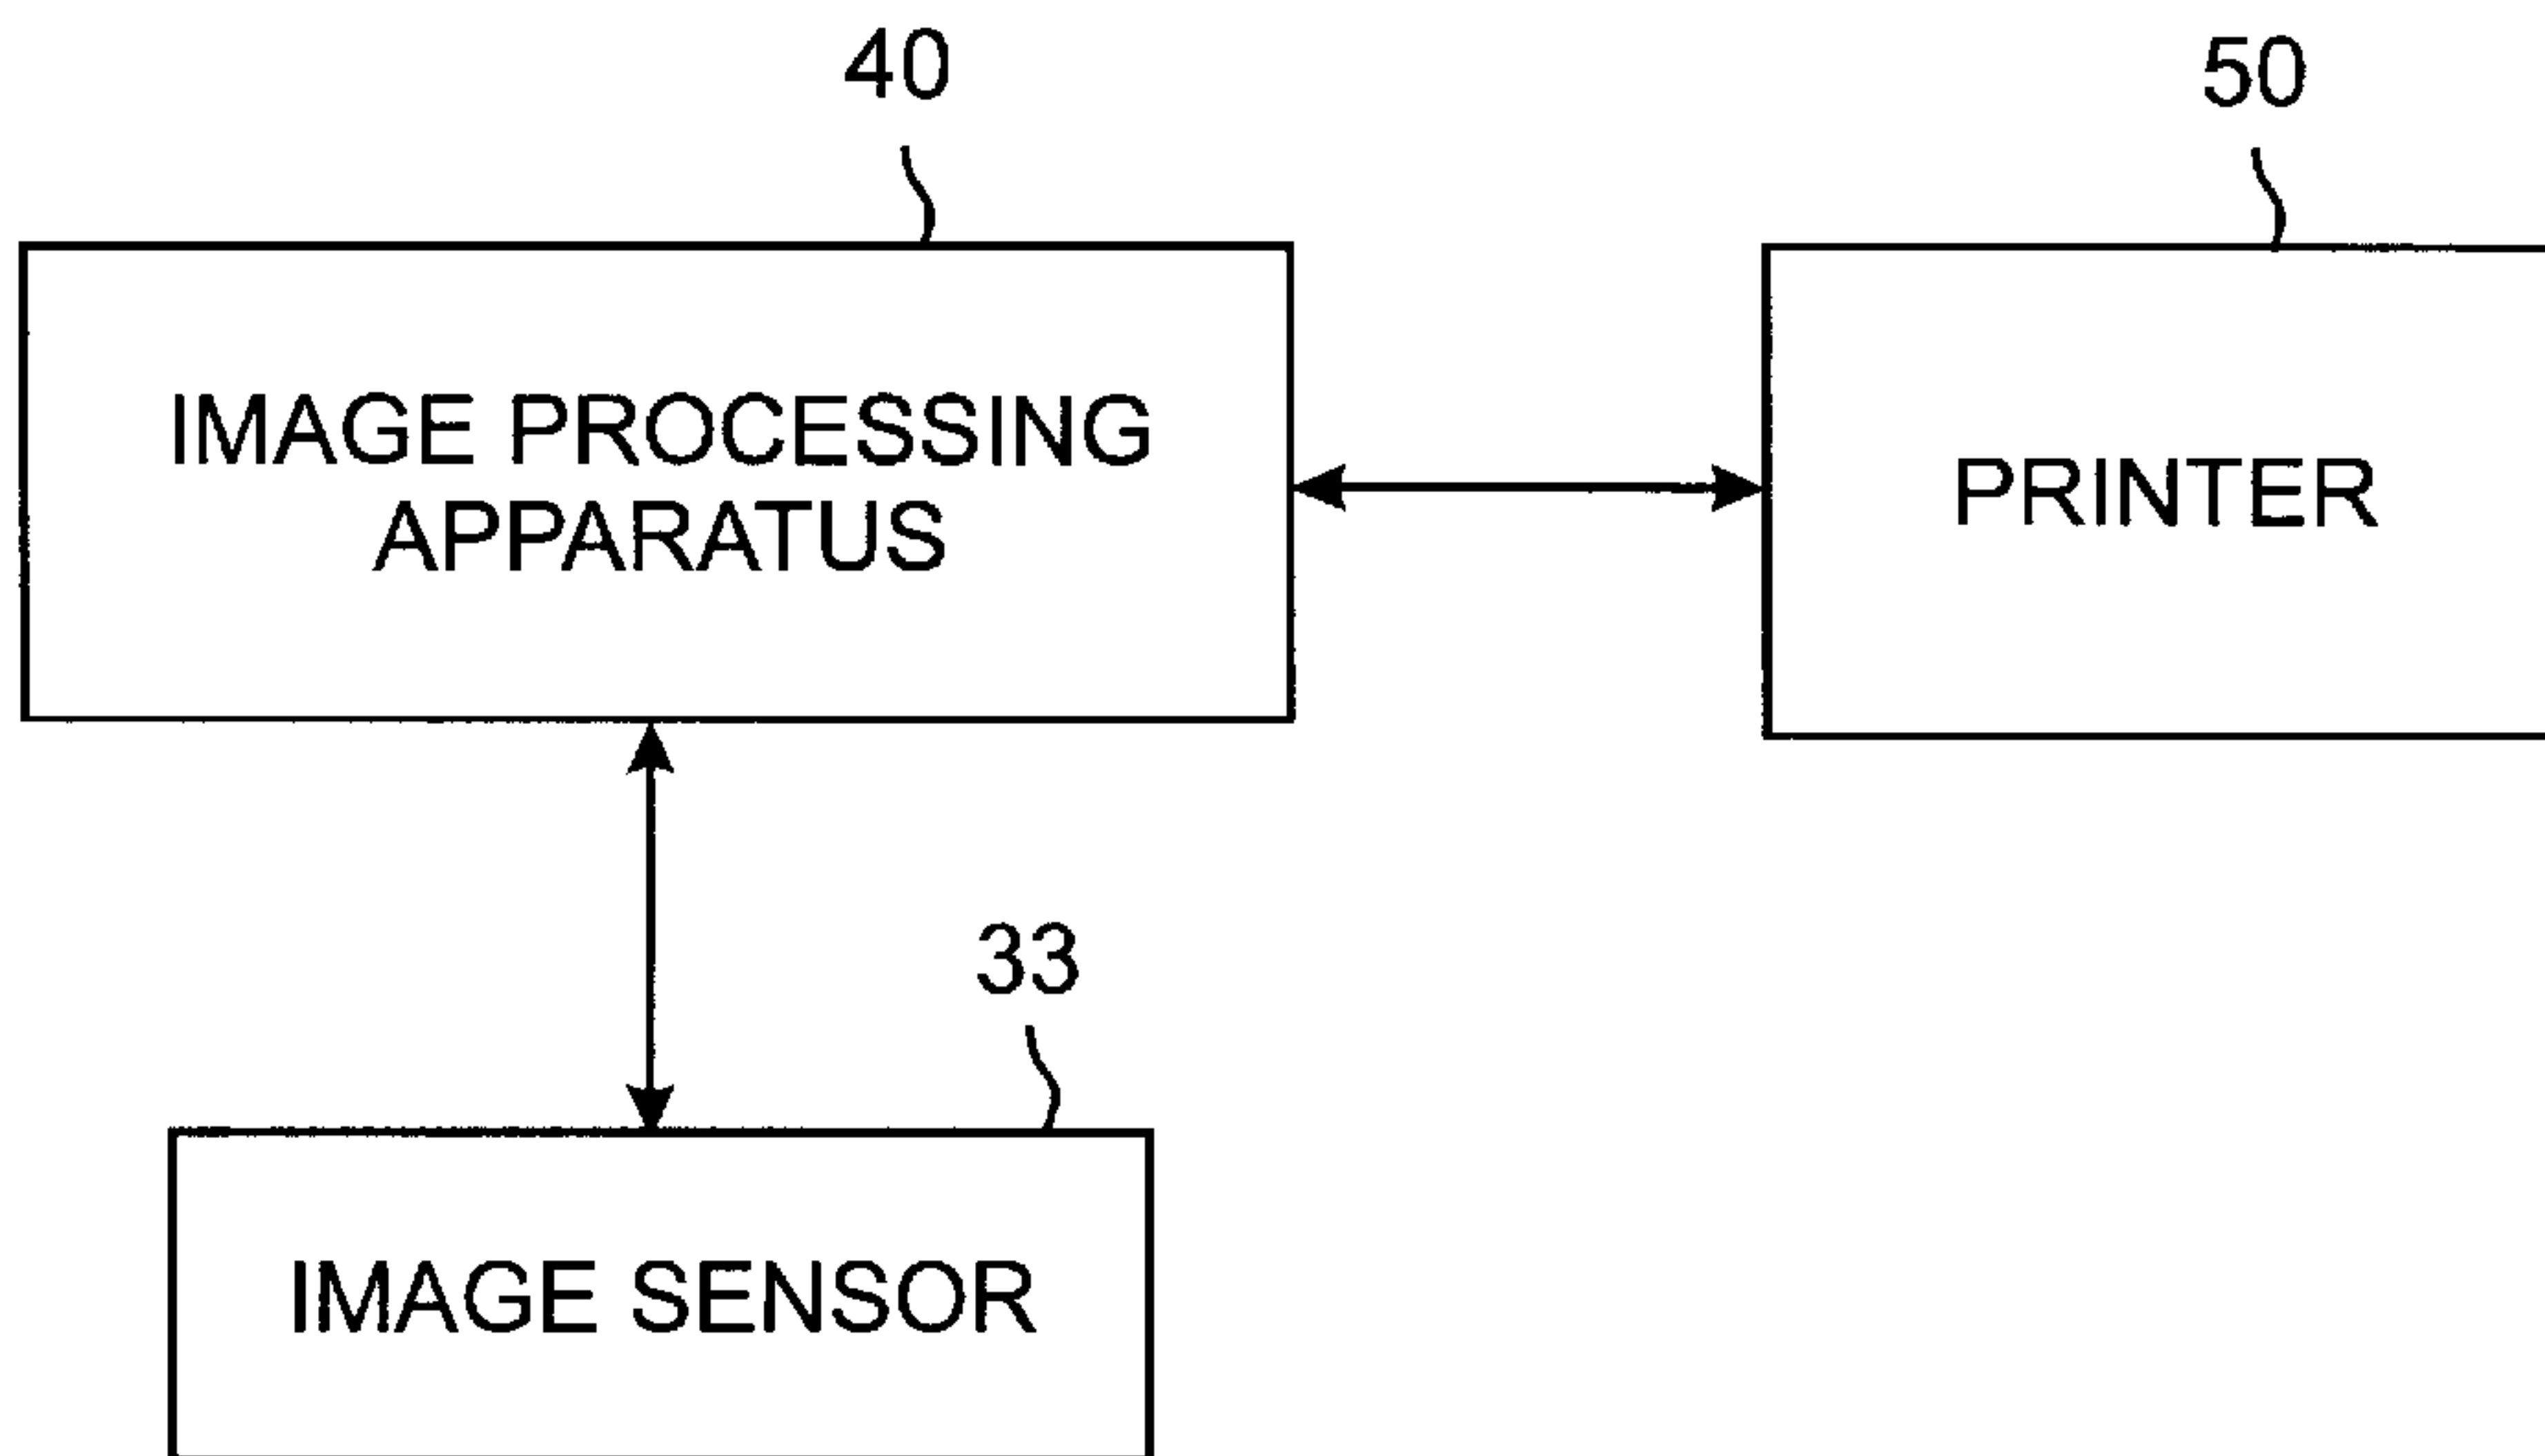 40
50
IMAGE PROCESSING
APPARATUS
PRINTER
33
IMAGE SENSOR